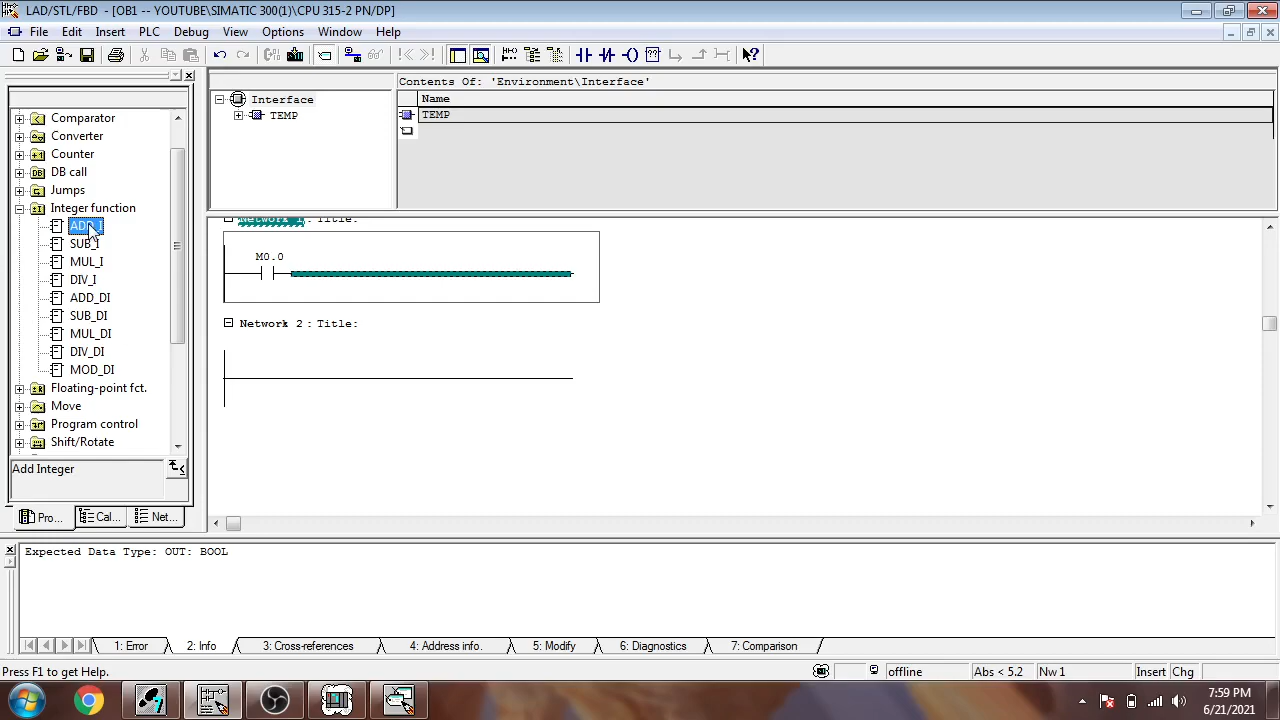 LAD/STL/FBD - [OB1 -- YOUTUBE\SIMATIC 300(1)\CPU 315-2 PN/DP]
File Edit Insert PLC Debug View Options Window Help
Contents Of: 'Environment\Interface'
Interface
TEMP
Name
TEMP
Comparator
Converter
Counter
DB call
Jumps
Integer function
ADD_I
SUB_I
MUL_I
DIV_I
ADD_DI
SUB_DI
MUL_DI
DIV_DI
MOD_DI
Floating-point fct.
Move
Program control
Shift/Rotate
Add Integer
Pro... Cal... Net...
Network 1 : Title:
M0.0
Network 2 : Title:
Expected Data Type: OUT: BOOL
1: Error 2: Info 3: Cross-references 4: Address info. 5: Modify 6: Diagnostics 7: Comparison
Press F1 to get Help.
offline Abs < 5.2 Nw 1 Insert Chg
7:59 PM
6/21/2021